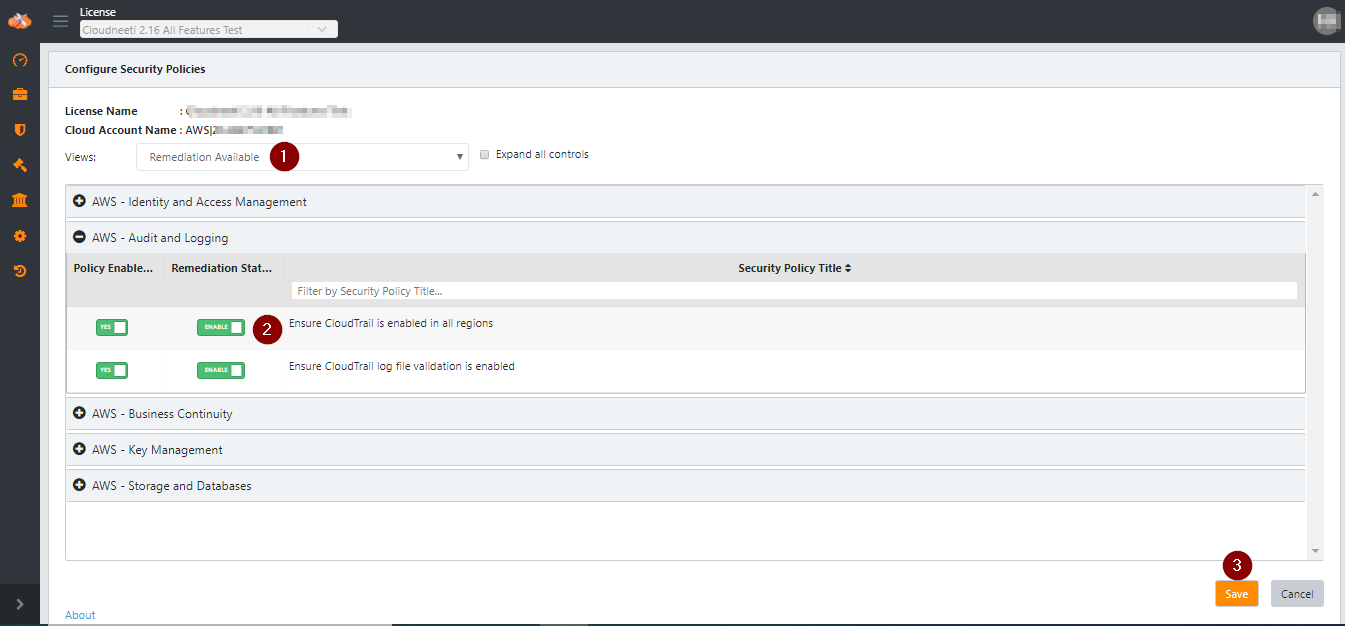 License
Cloudneeti 2.16 All Features Test
Configure Security Policies
License Name :
Cloud Account Name : AWS|
Views: Remediation Available 1 Expand all controls
AWS - Identity and Access Management
AWS - Audit and Logging
Policy Enable... Remediation Stat... Security Policy Title
Filter by Security Policy Title...
YES ENABLE 2 Ensure CloudTrail is enabled in all regions
YES ENABLE Ensure CloudTrail log file validation is enabled
AWS - Business Continuity
AWS - Key Management
AWS - Storage and Databases
3
Save Cancel
About